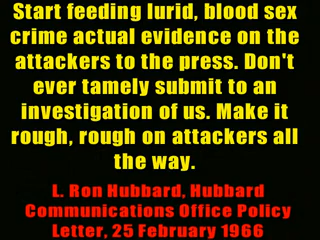 Start feeding lurid, blood sex
crime actual evidence on the
attackers to the press. Don't
ever tamely submit to an
investigation of us. Make it
rough, rough on attackers all
the way.
L. Ron Hubbard, Hubbard
Communications Office Policy
Letter, 25 February 1966